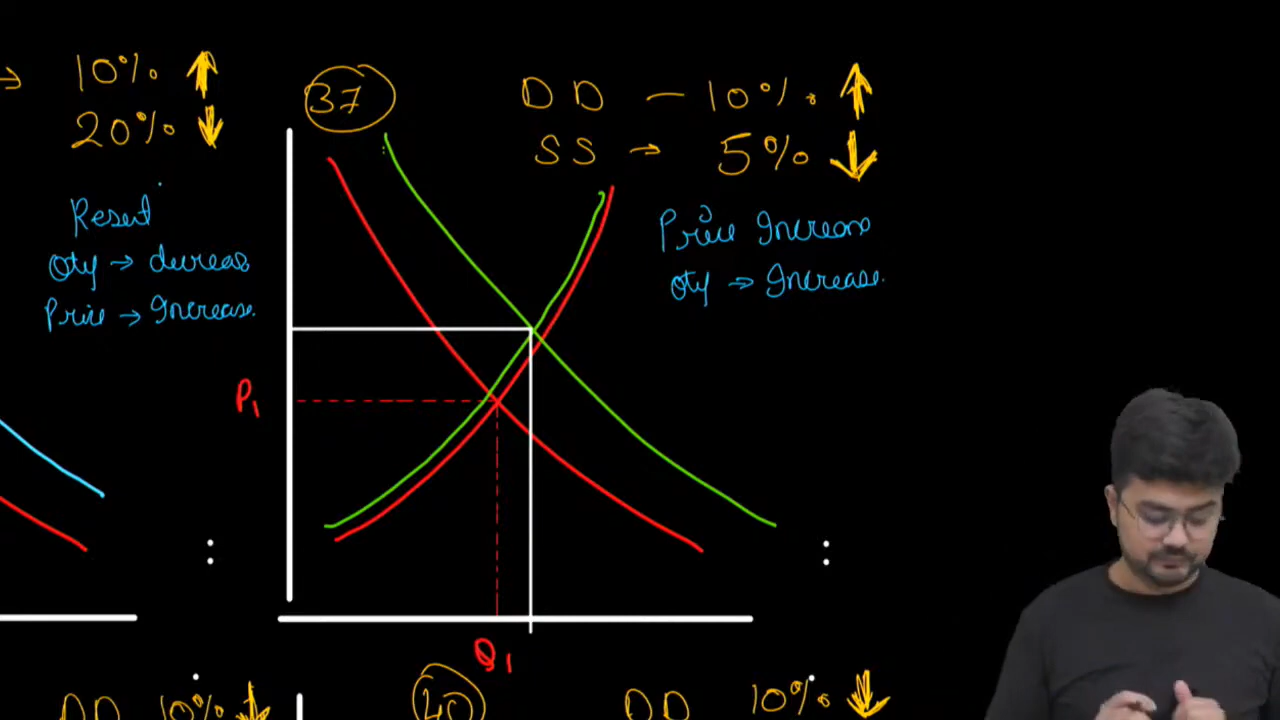 → 10% ↑
20% ↓
Result
Qty → decreas
Price → Increase.
37
DD — 10% ↑
SS → 5% ↓
Price Increase
Qty → Increase.
P₁
Q₁
:
:
DD 10% ↓
40
DD 10% ↓